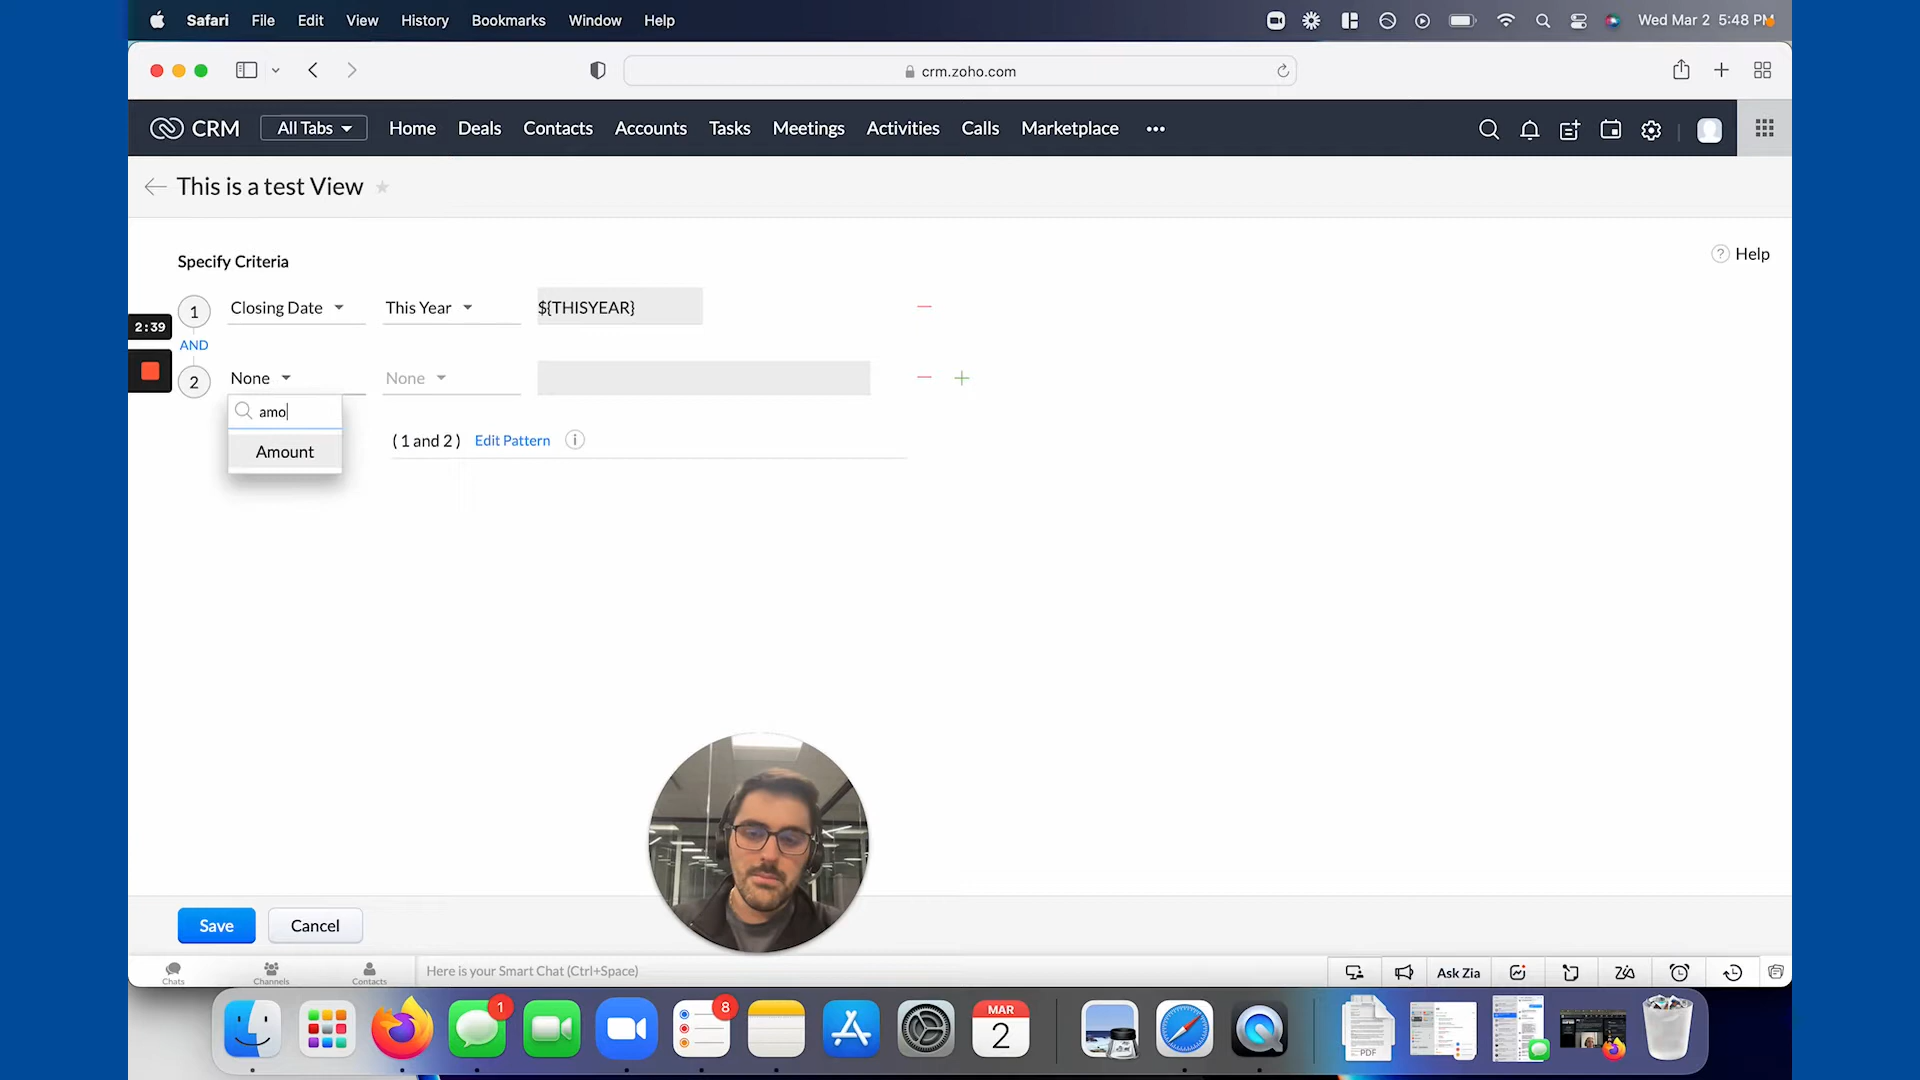 Safari File Edit View History Bookmarks Window Help Wed Mar 2 5:48 PM
crm.zoho.com
CRM All Tabs Home Deals Contacts Accounts Tasks Meetings Activities Calls Marketplace
This is a test View
Help
Specify Criteria
1 Closing Date This Year ${THISYEAR}
2:39
AND
2 None None
amo
Amount
( 1 and 2 ) Edit Pattern
Save Cancel
Chats Channels Contacts Here is your Smart Chat (Ctrl+Space) Ask Zia
1
8
MAR
2
PDF